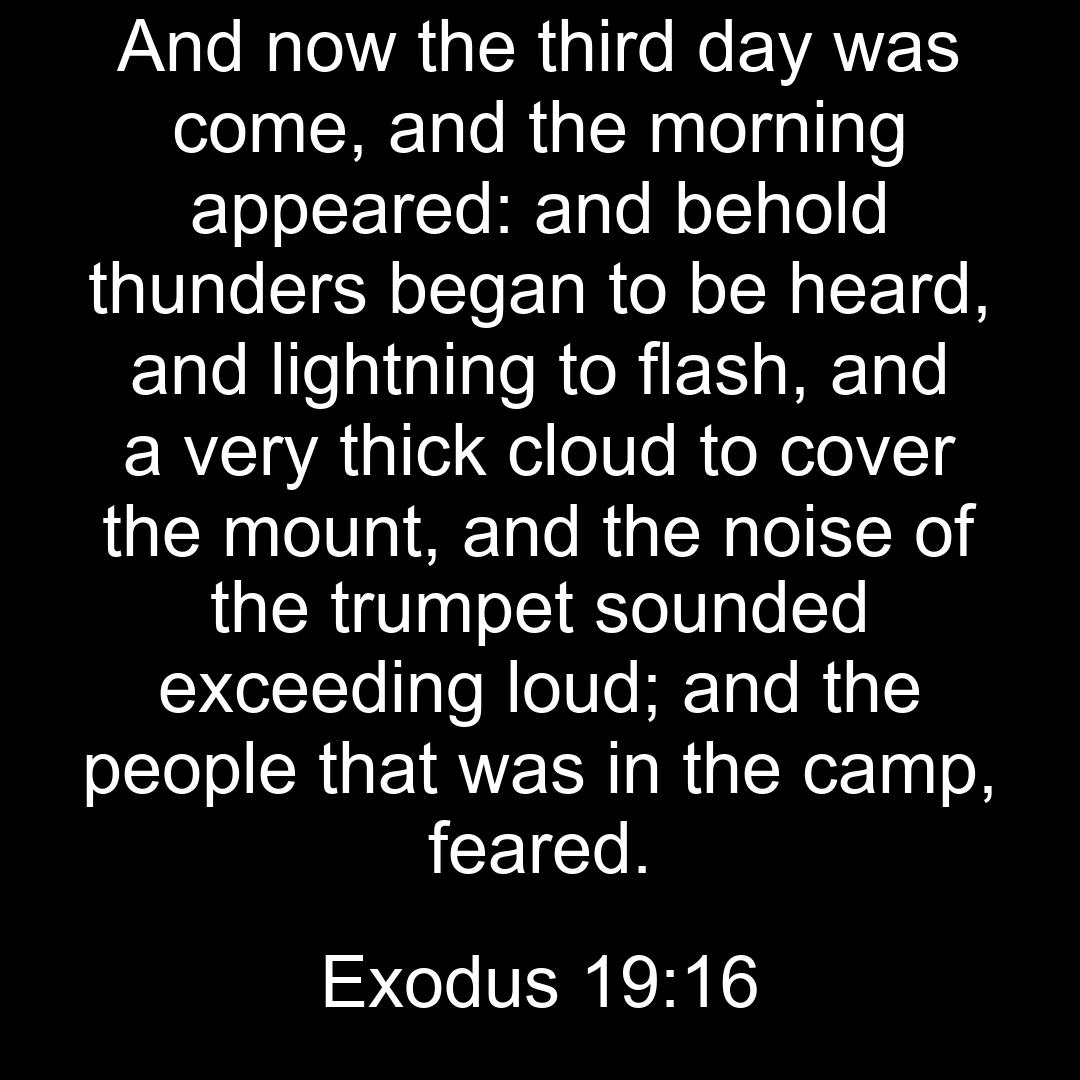 And now the third day was
come, and the morning
appeared: and behold
thunders began to be heard,
and lightning to flash, and
a very thick cloud to cover
the mount, and the noise of
the trumpet sounded
exceeding loud; and the
people that was in the camp,
feared.
Exodus 19:16